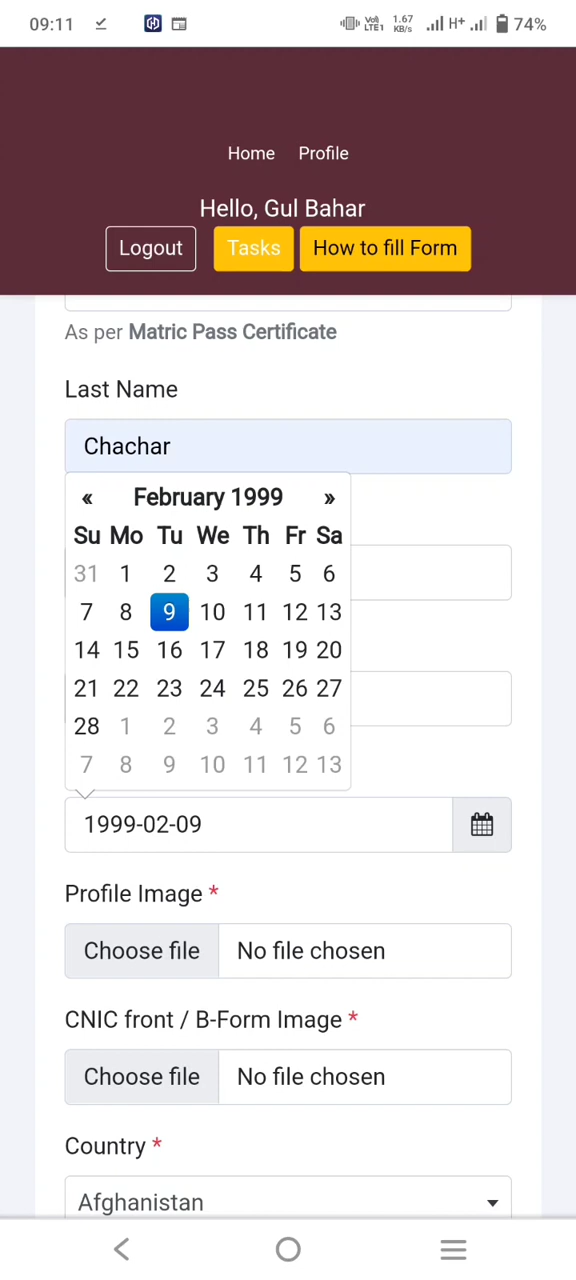 09:11 Vo) LTE1 1.67 KB/s H+ 74%
Home Profile
Hello, Gul Bahar
Logout Tasks How to fill Form
As per Matric Pass Certificate
Last Name
Chachar
« February 1999 »
Su Mo Tu We Th Fr Sa
31 1 2 3 4 5 6
7 8 9 10 11 12 13
14 15 16 17 18 19 20
21 22 23 24 25 26 27
28 1 2 3 4 5 6
7 8 9 10 11 12 13
1999-02-09
Profile Image *
Choose file No file chosen
CNIC front / B-Form Image *
Choose file No file chosen
Country *
Afghanistan